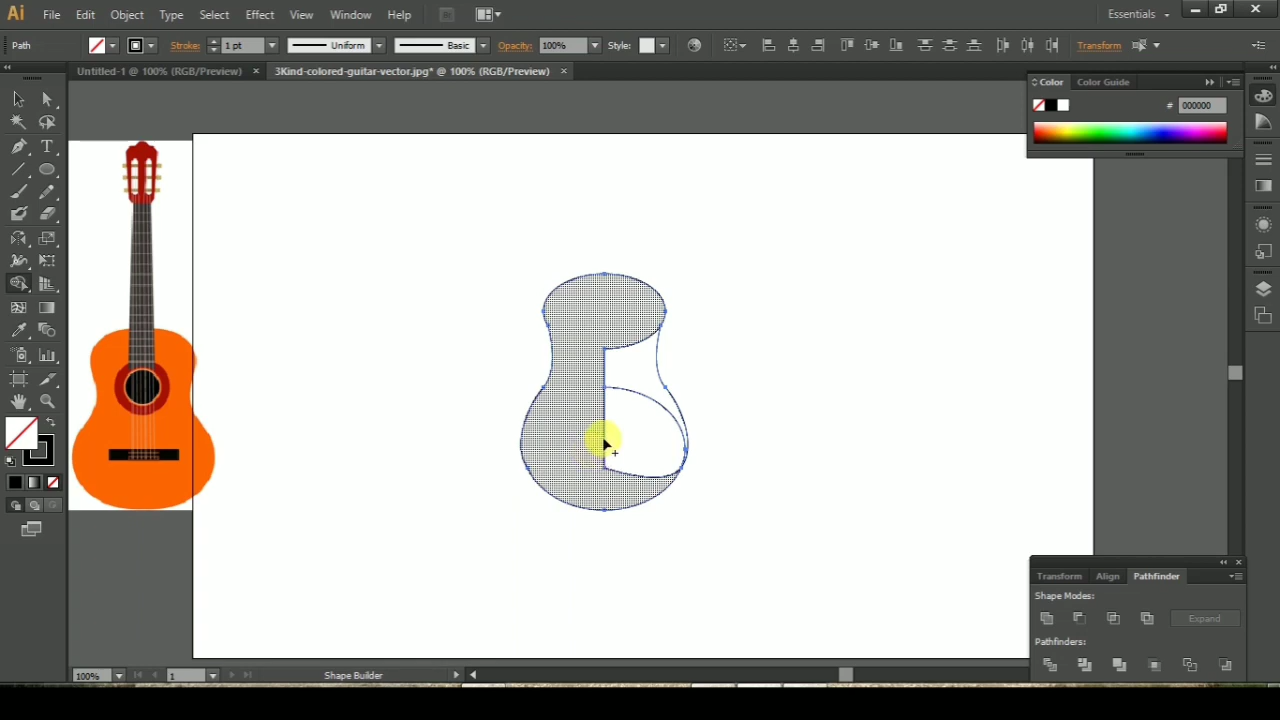 Ai File Edit Object Type Select Effect View Window Help Essentials
Path Stroke: 1 pt Uniform Basic Opacity: 100% Style: Transform
Untitled-1 @ 100% (RGB/Preview) × 3Kind-colored-guitar-vector.jpg* @ 100% (RGB/Preview) ×
Color Color Guide
# 000000
T
Transform Align Pathfinder
Shape Modes:
Expand
Pathfinders:
100% 1 Shape Builder